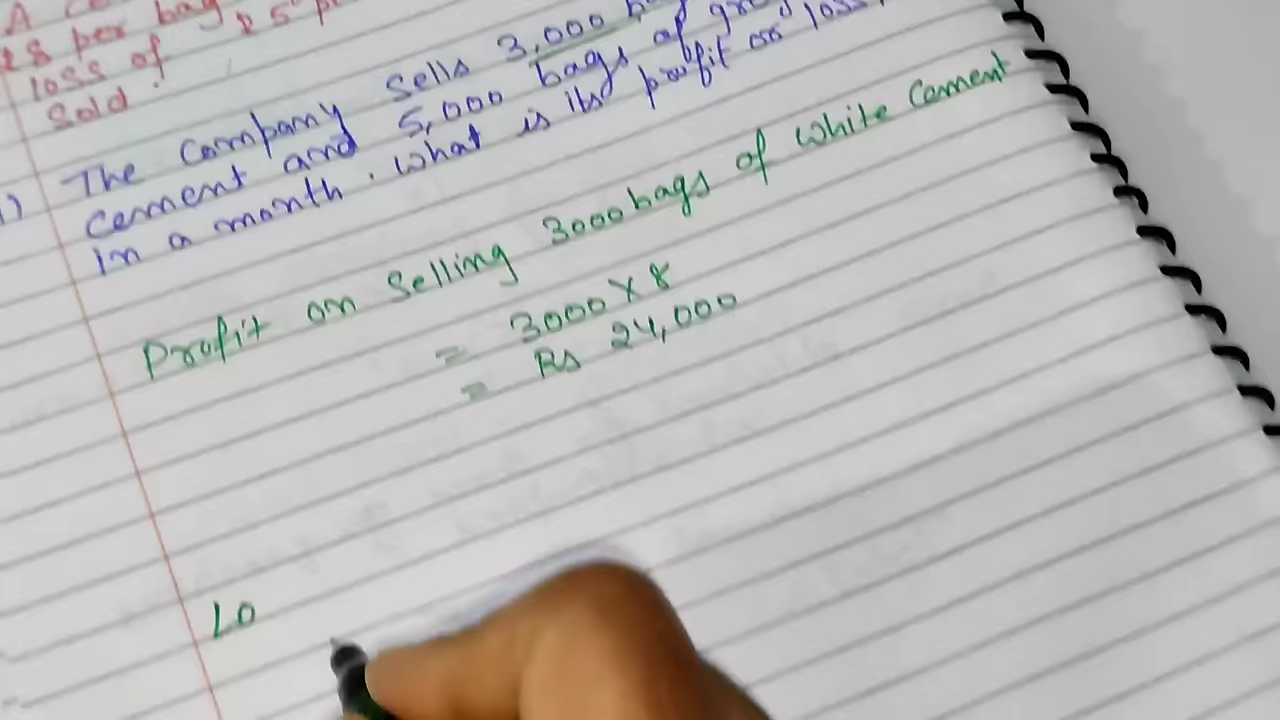 A
₹8 per bag
loss of ₹5
sold.
1) The Company sells 3,000
cement and 5,000 bags of
in a month. what is its profit or loss
Profit on selling 3000 bags of white cement
= 3000 × 8
= Rs 24,000
Lo